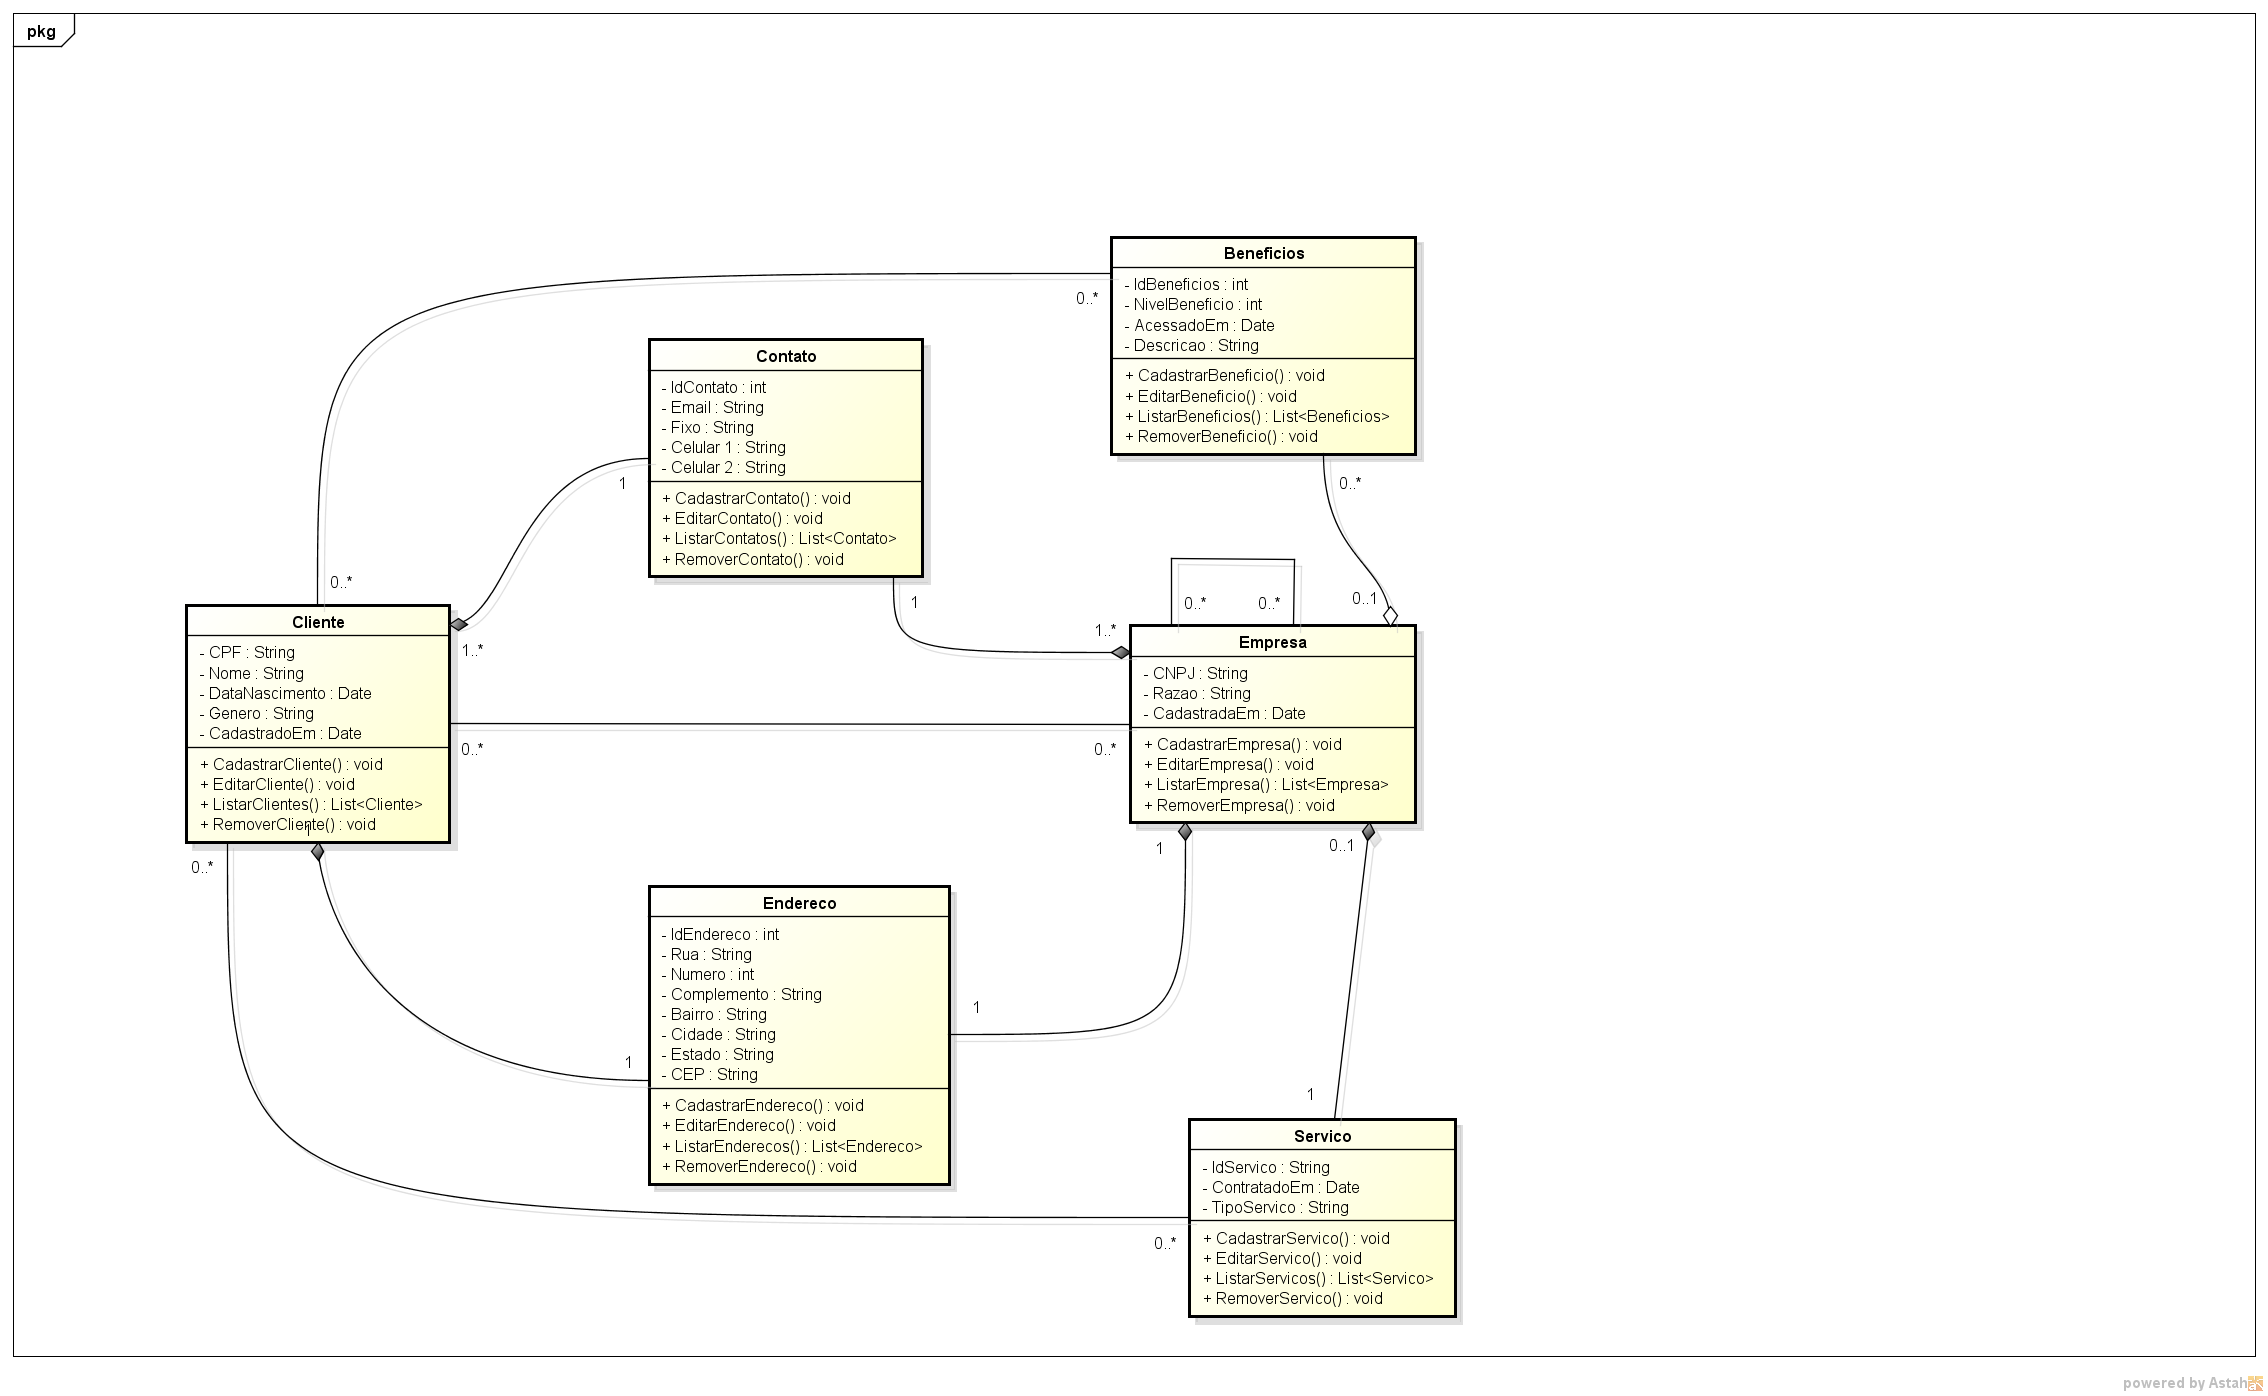 pkg
Beneficios
- IdBeneficios : int
- NivelBeneficio : int
- AcessadoEm : Date
- Descricao : String
+ CadastrarBeneficio() : void
+ EditarBeneficio() : void
+ ListarBeneficios() : List<Beneficios>
+ RemoverBeneficio() : void
0..*
0..*
0..*
0..1
Contato
- IdContato : int
- Email : String
- Fixo : String
- Celular 1 : String
- Celular 2 : String
+ CadastrarContato() : void
+ EditarContato() : void
+ ListarContatos() : List<Contato>
+ RemoverContato() : void
1
1..*
1
1..*
0..*
0..*
Cliente
- CPF : String
- Nome : String
- DataNascimento : Date
- Genero : String
- CadastradoEm : Date
+ CadastrarCliente() : void
+ EditarCliente() : void
+ ListarClientes() : List<Cliente>
+ RemoverCliente() : void
1
0..*
0..*
0..*
Empresa
- CNPJ : String
- Razao : String
- CadastradaEm : Date
+ CadastrarEmpresa() : void
+ EditarEmpresa() : void
+ ListarEmpresa() : List<Empresa>
+ RemoverEmpresa() : void
1
0..1
Endereco
- IdEndereco : int
- Rua : String
- Numero : int
- Complemento : String
- Bairro : String
- Cidade : String
- Estado : String
- CEP : String
+ CadastrarEndereco() : void
+ EditarEndereco() : void
+ ListarEnderecos() : List<Endereco>
+ RemoverEndereco() : void
1
1
1
Servico
- IdServico : String
- ContratadoEm : Date
- TipoServico : String
+ CadastrarServico() : void
+ EditarServico() : void
+ ListarServicos() : List<Servico>
+ RemoverServico() : void
0..*
powered by Astah